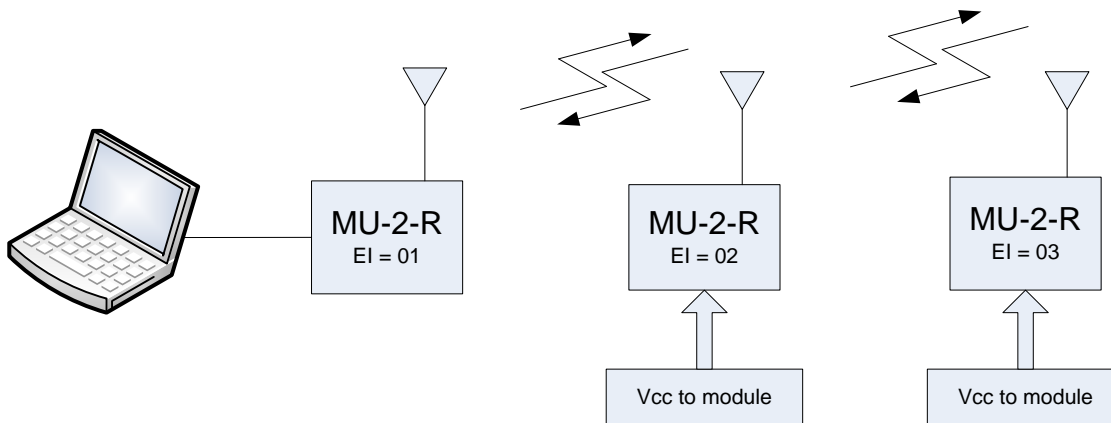 MU-2-R
EI = 01
MU-2-R
EI = 02
MU-2-R
EI = 03
Vcc to module
Vcc to module